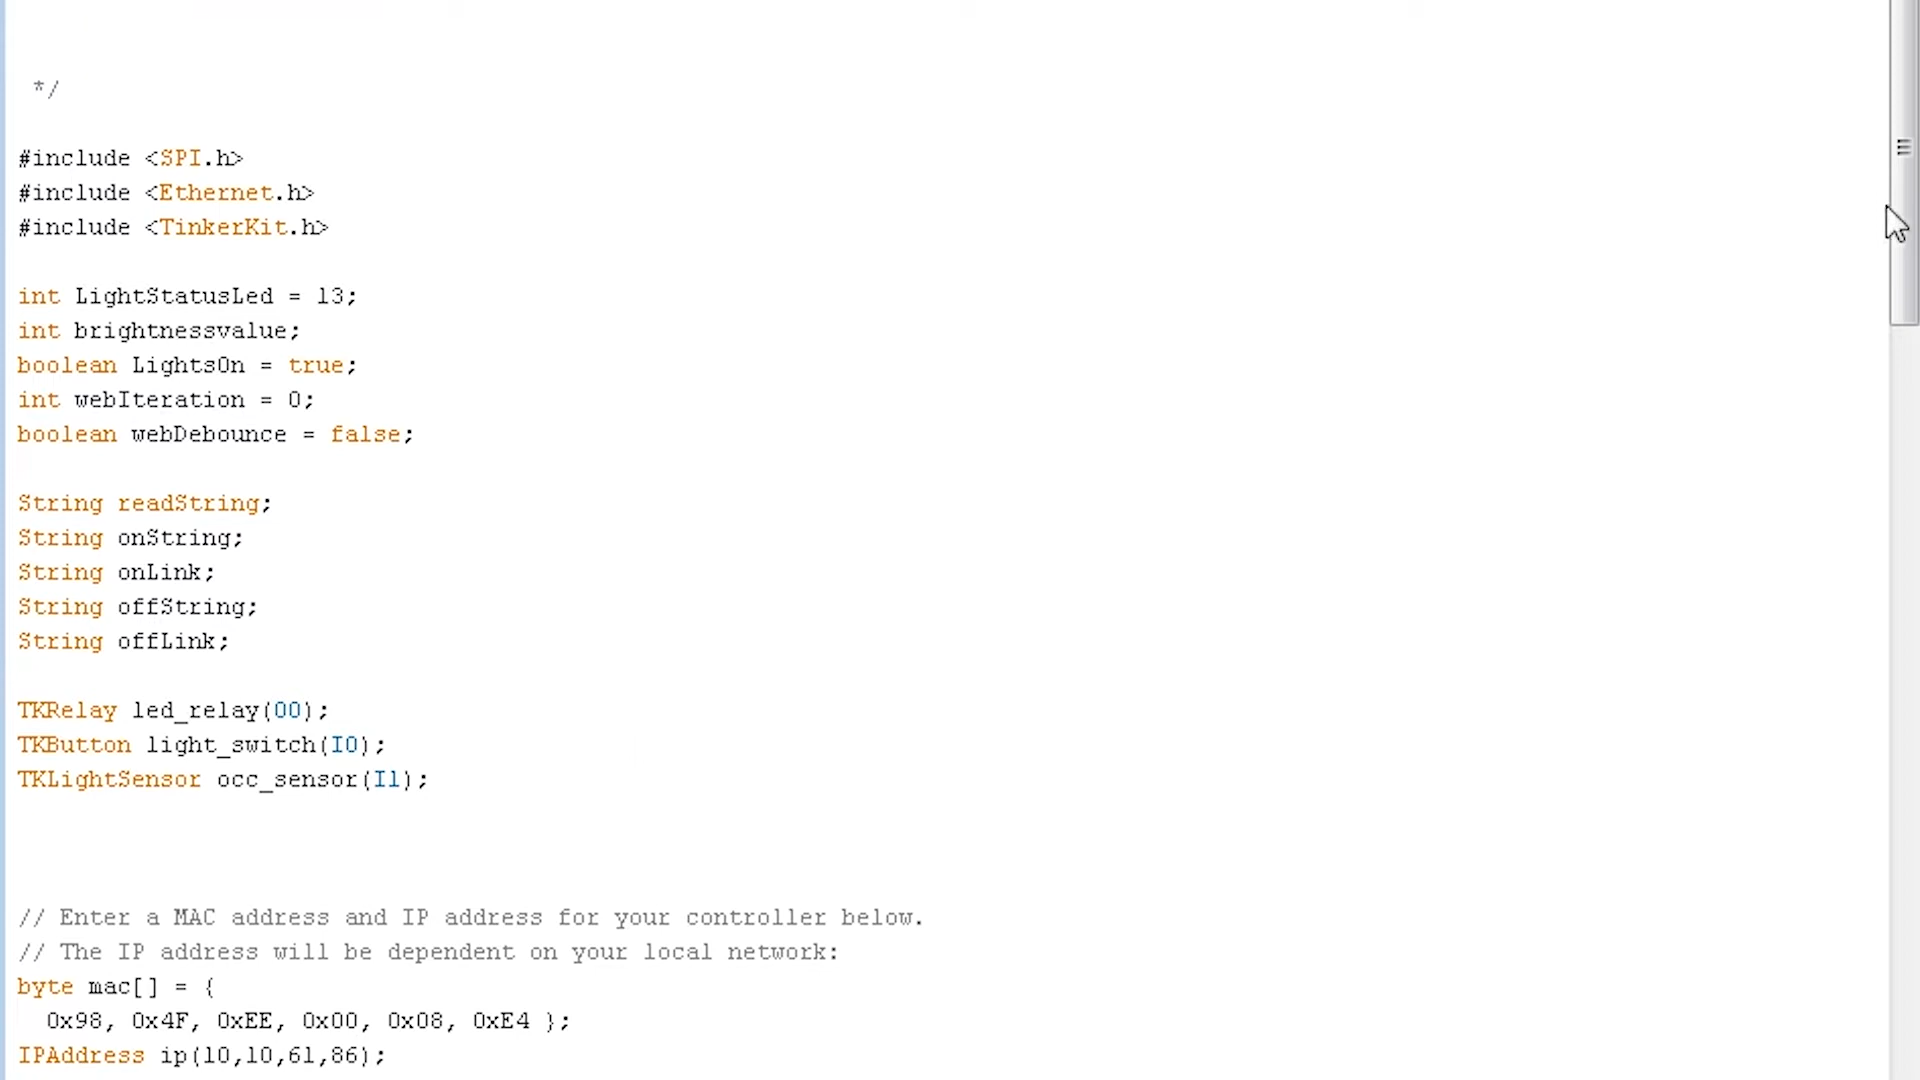 */
#include <SPI.h>
#include <Ethernet.h>
#include <TinkerKit.h>
int LightStatusLed = 13;
int brightnessvalue;
boolean LightsOn = true;
int webIteration = 0;
boolean webDebounce = false;
String readString;
String onString;
String onLink;
String offString;
String offLink;
TKRelay led_relay(O0);
TKButton light_switch(I0);
TKLightSensor occ_sensor(I1);
// Enter a MAC address and IP address for your controller below.
// The IP address will be dependent on your local network:
byte mac[] = {
0x98, 0x4F, 0xEE, 0x00, 0x08, 0xE4 };
IPAddress ip(10,10,61,86);